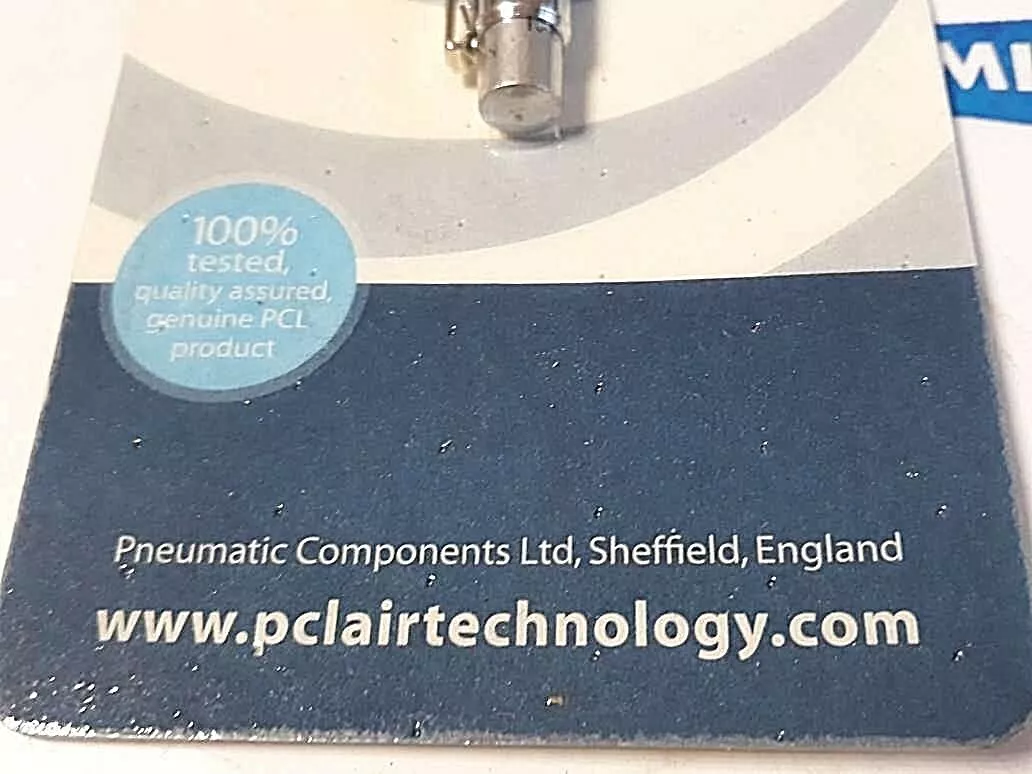 100%
tested,
quality assured,
genuine PCL
product
Pneumatic Components Ltd, Sheffield, England
www.pclairtechnology.com